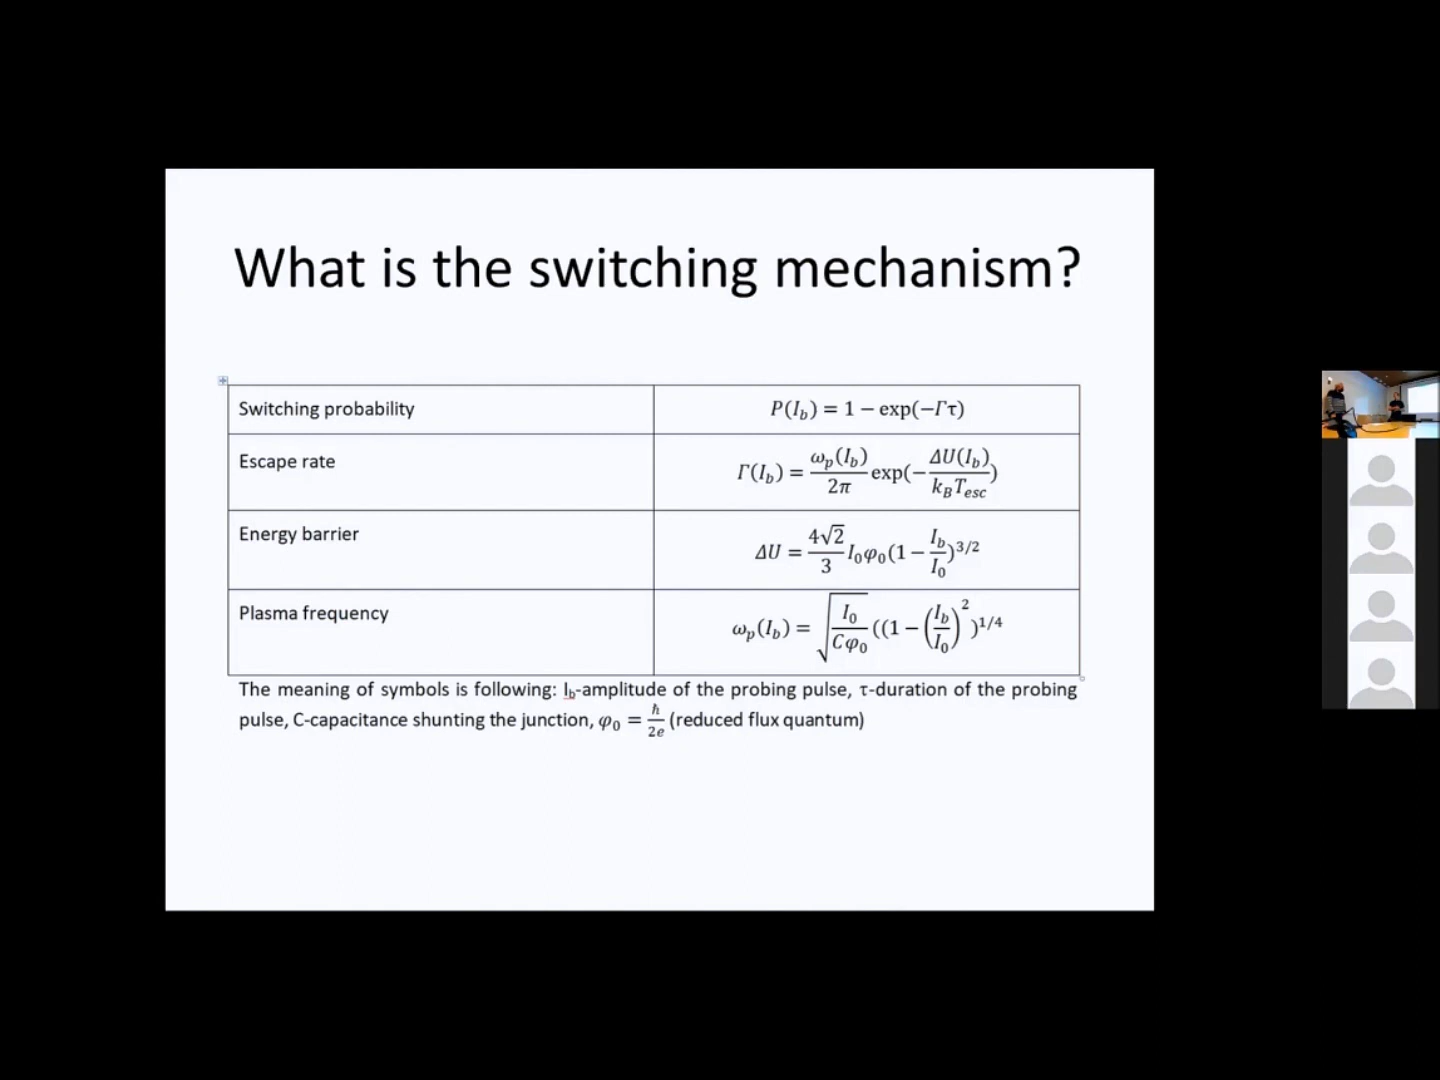 What is the switching mechanism?
Switching probability
P(I_b) = 1 − exp(−Γτ)
Escape rate
Γ(I_b) = ω_p(I_b)/2π exp(−ΔU(I_b)/k_B T_esc)
Energy barrier
ΔU = 4√2/3 I_0φ_0(1 − I_b/I_0)^3/2
Plasma frequency
ω_p(I_b) = √(I_0/Cφ_0) ((1 − (I_b/I_0)^2)^1/4
The meaning of symbols is following: I_b-amplitude of the probing pulse, τ-duration of the probing
pulse, C-capacitance shunting the junction, φ_0 = ℏ/2e (reduced flux quantum)